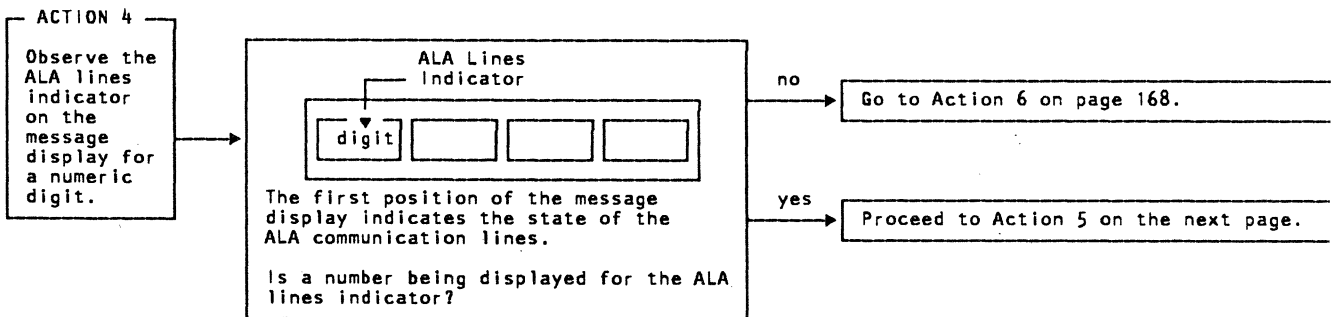 ACTION 4
Observe the
ALA lines
indicator
on the
message
display for
a numeric
digit.
ALA Lines
Indicator
digit
The first position of the message
display indicates the state of the
ALA communication lines.
Is a number being displayed for the ALA
lines indicator?
no
Go to Action 6 on page 168.
yes
Proceed to Action 5 on the next page.